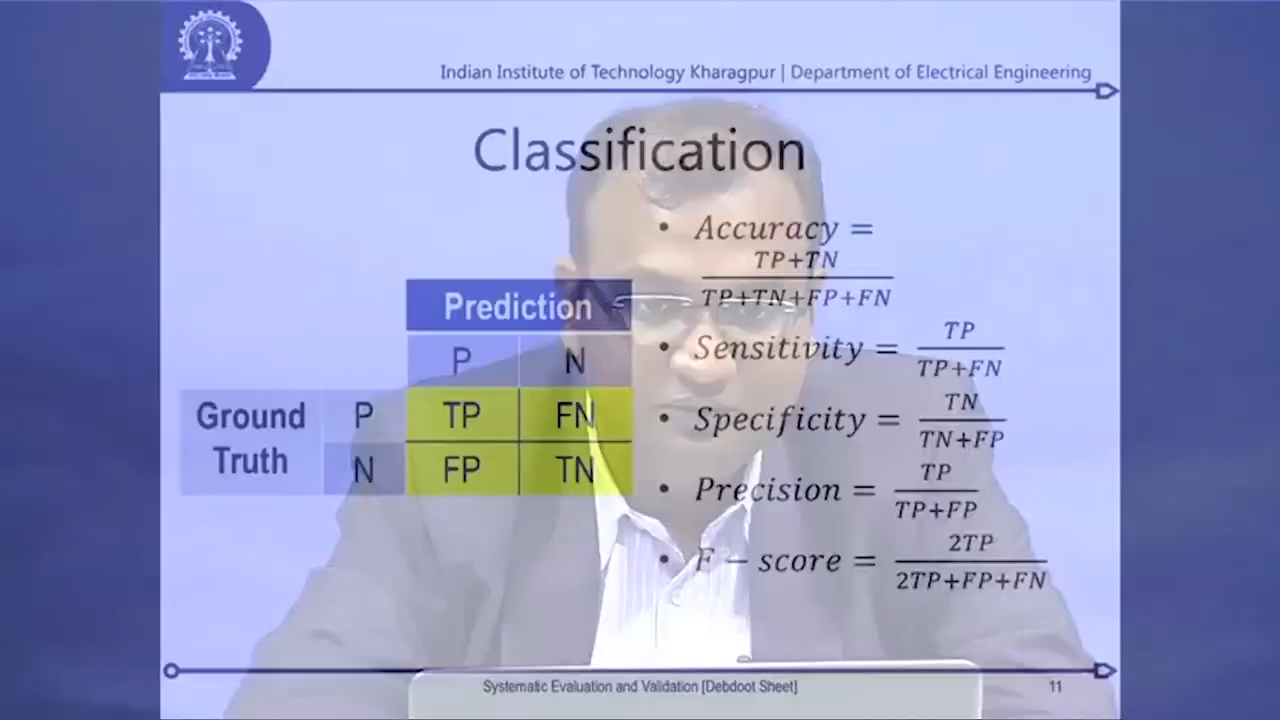 Indian Institute of Technology Kharagpur | Department of Electrical Engineering
Classification
Prediction
P N
Ground Truth
P TP FN
N FP TN
• Accuracy =
TP+TN
TP+TN+FP+FN
• Sensitivity = TP
TP+FN
• Specificity = TN
TN+FP
• Precision = TP
TP+FP
• F − score = 2TP
2TP+FP+FN
Systematic Evaluation and Validation [Debdoot Sheet]
11